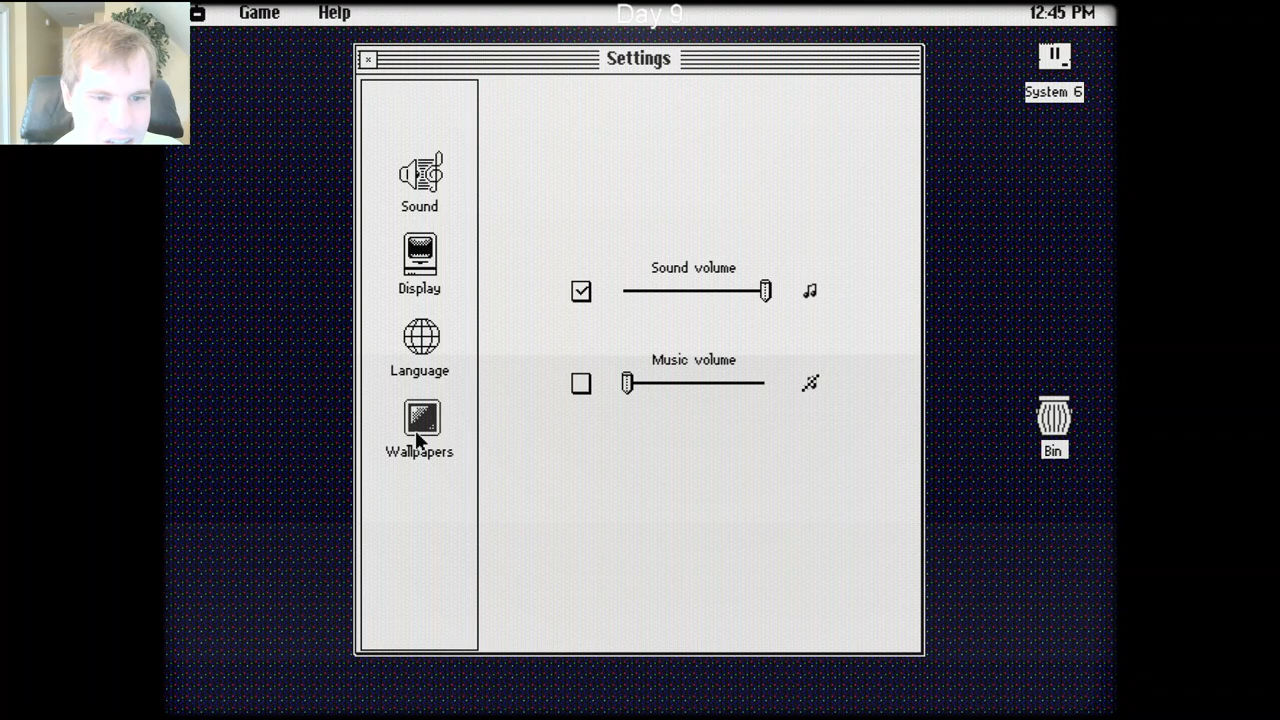 Game Help Day 9 12:45 PM
Settings
System 6
Sound
Sound volume
Display
Music volume
Language
Wallpapers
Bin